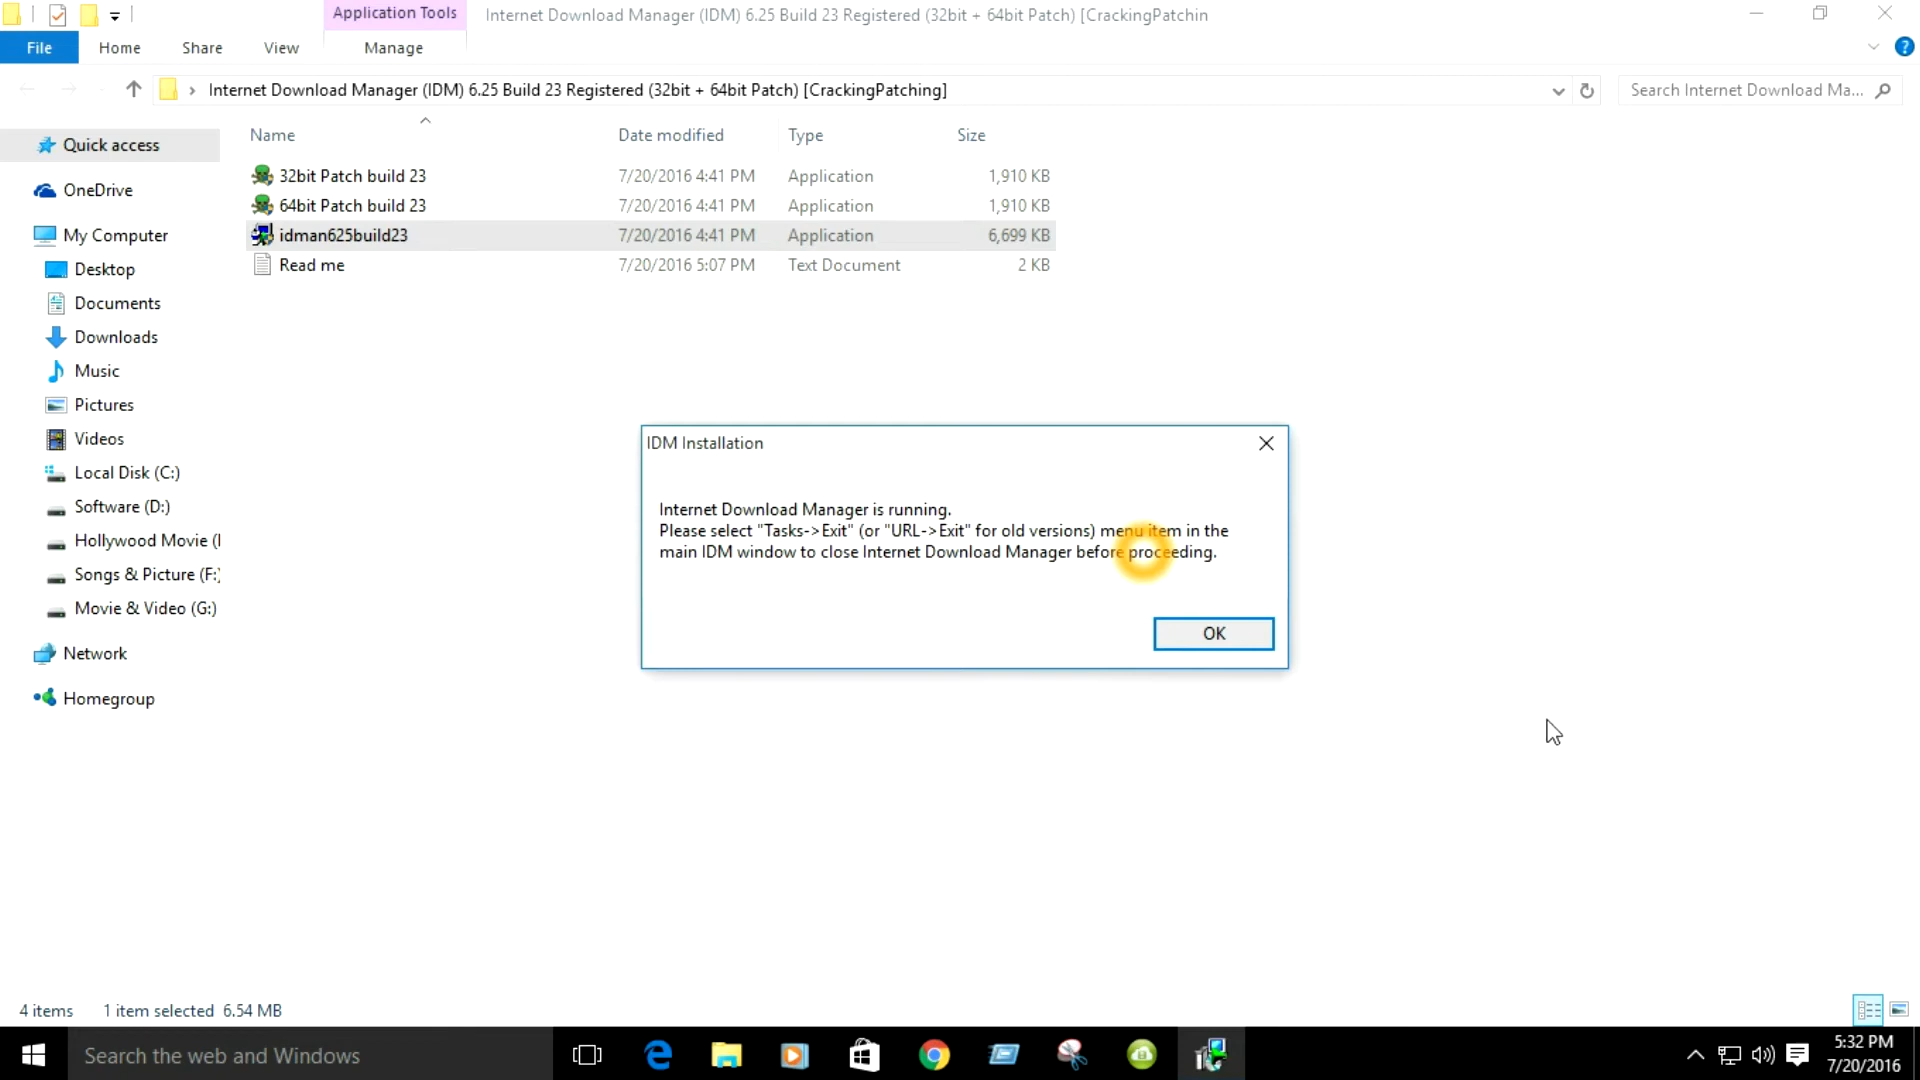 Application Tools
Internet Download Manager (IDM) 6.25 Build 23 Registered (32bit + 64bit Patch) [CrackingPatchin
File
Home
Share
View
Manage
Internet Download Manager (IDM) 6.25 Build 23 Registered (32bit + 64bit Patch) [CrackingPatching]
Search Internet Download Ma...
Name
Date modified
Type
Size
Quick access
OneDrive
My Computer
Desktop
Documents
Downloads
Music
Pictures
Videos
Local Disk (C:)
Software (D:)
Hollywood Movie (
Songs & Picture (F:
Movie & Video (G:)
Network
Homegroup
32bit Patch build 23 7/20/2016 4:41 PM Application 1,910 KB
64bit Patch build 23 7/20/2016 4:41 PM Application 1,910 KB
idman625build23 7/20/2016 4:41 PM Application 6,699 KB
Read me 7/20/2016 5:07 PM Text Document 2 KB
IDM Installation
Internet Download Manager is running.
Please select "Tasks->Exit" (or "URL->Exit" for old versions) menu item in the
main IDM window to close Internet Download Manager before proceeding.
OK
4 items 1 item selected 6.54 MB
Search the web and Windows
5:32 PM
7/20/2016